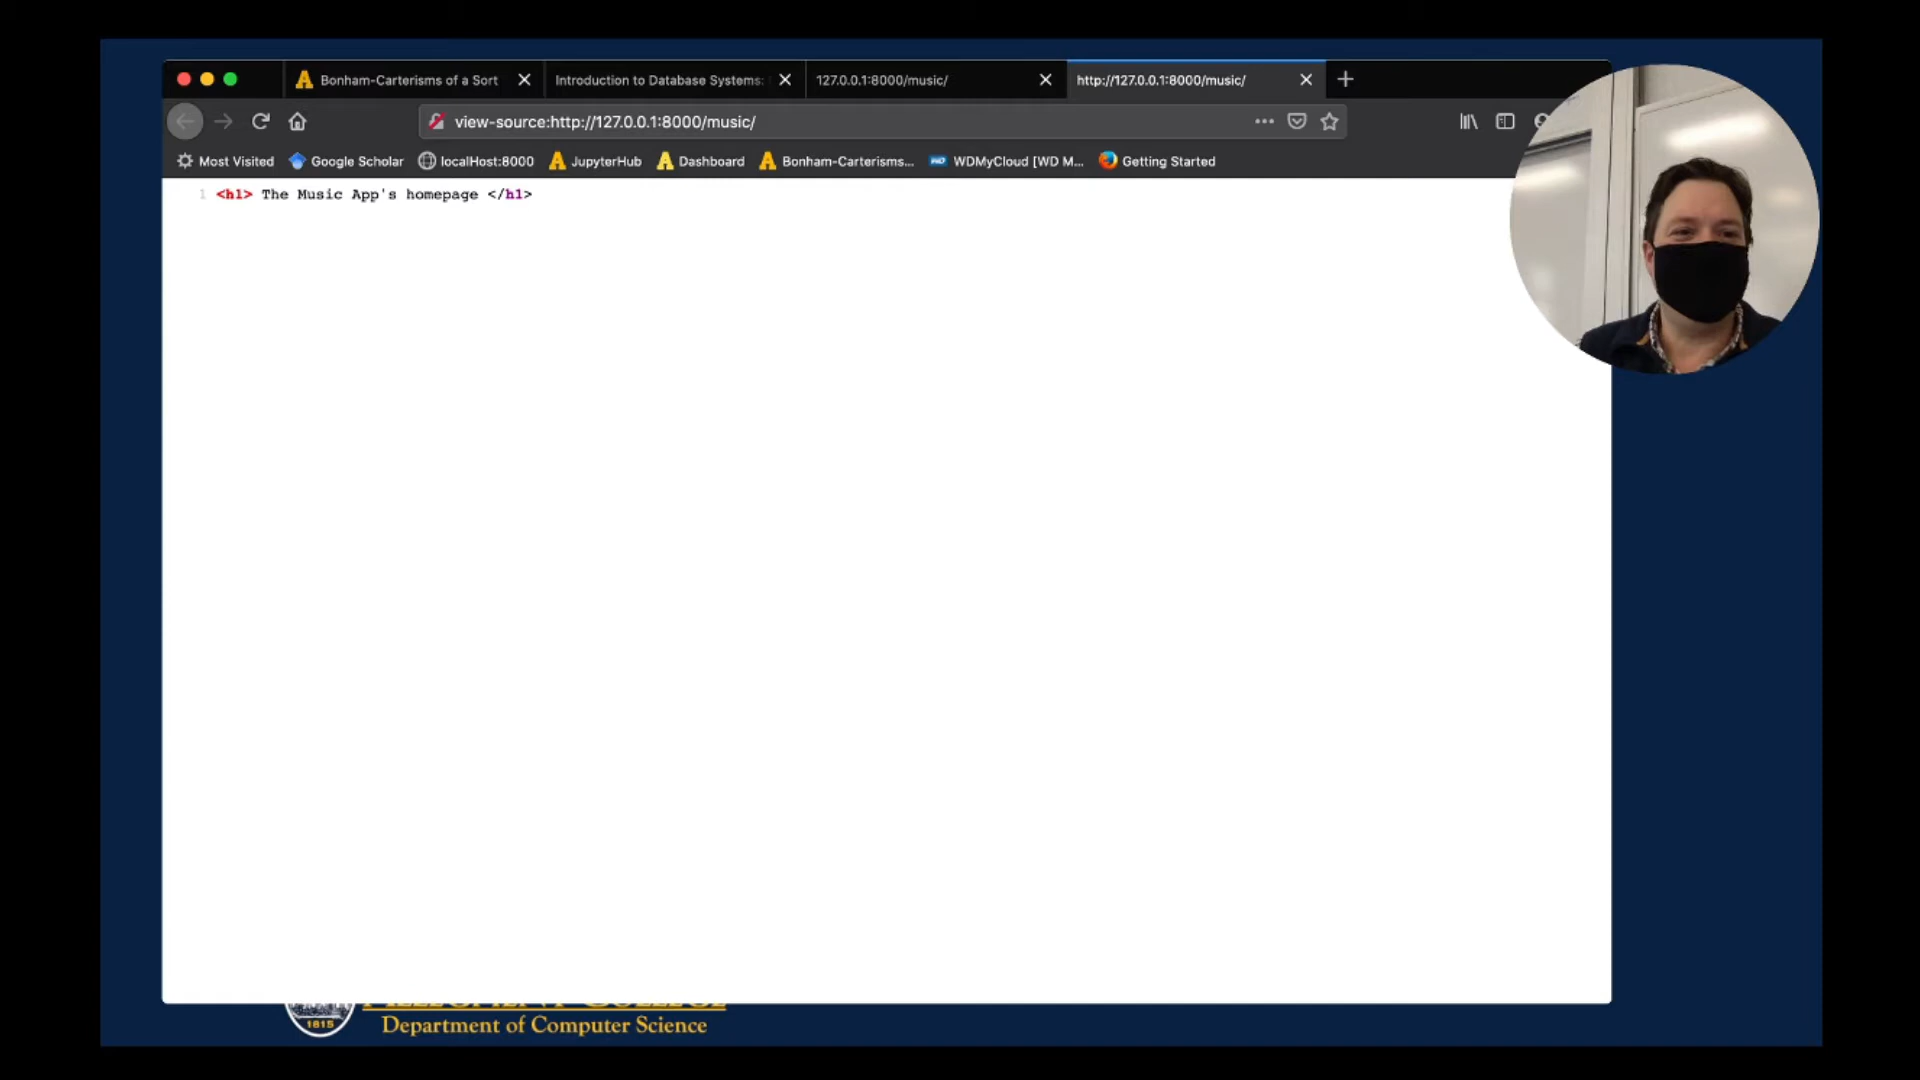 Bonham-Carterisms of a Sort
Introduction to Database Systems:
127.0.0.1:8000/music/
http://127.0.0.1:8000/music/
view-source:http://127.0.0.1:8000/music/
Most Visited
Google Scholar
localHost:8000
JupyterHub
Dashboard
Bonham-Carterisms...
WDMyCloud [WD M...
Getting Started
1 <h1> The Music App's homepage </h1>
1815
Department of Computer Science